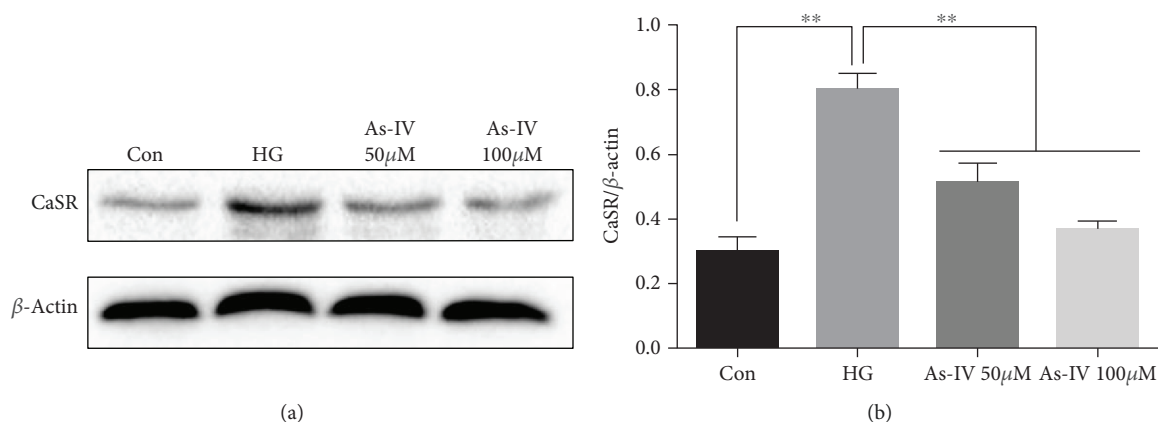 Con
HG
As-IV
50μM
As-IV
100μM
CaSR
β-Actin
(a)
**
**
CaSR/β-actin
1.0
0.8
0.6
0.4
0.2
0.0
Con
HG
As-IV 50μM
As-IV 100μM
(b)